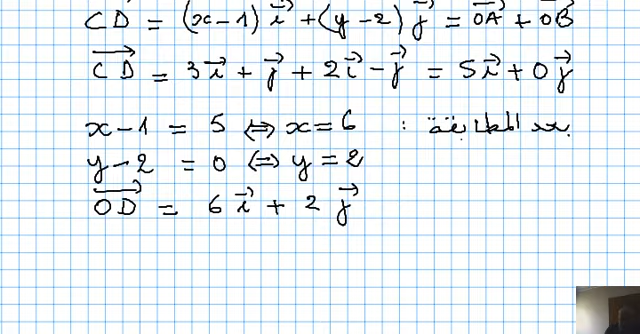 CD = (x-1) i⃗ + (y-2) j⃗ = OA⃗ + OB⃗
CD⃗ = 3i⃗ + j⃗ + 2i⃗ - j⃗ = 5i⃗ + 0j⃗
x-1 = 5 ⇔ x=6 : بعد المطابقة
y-2 = 0 ⇔ y=2
OD⃗ = 6i⃗ + 2j⃗